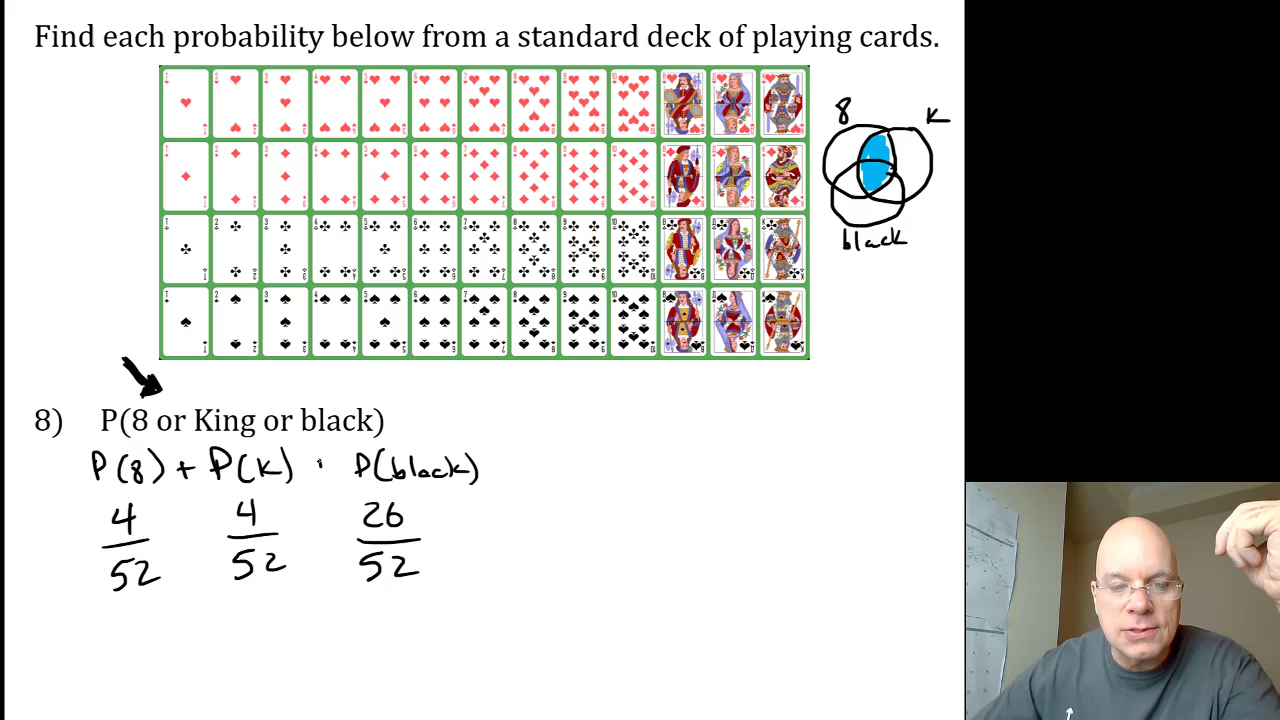 Find each probability below from a standard deck of playing cards.
8
K
black
8) P(8 or King or black)
P(8) + P(K) · P(black)
4 4 26
52 52 52